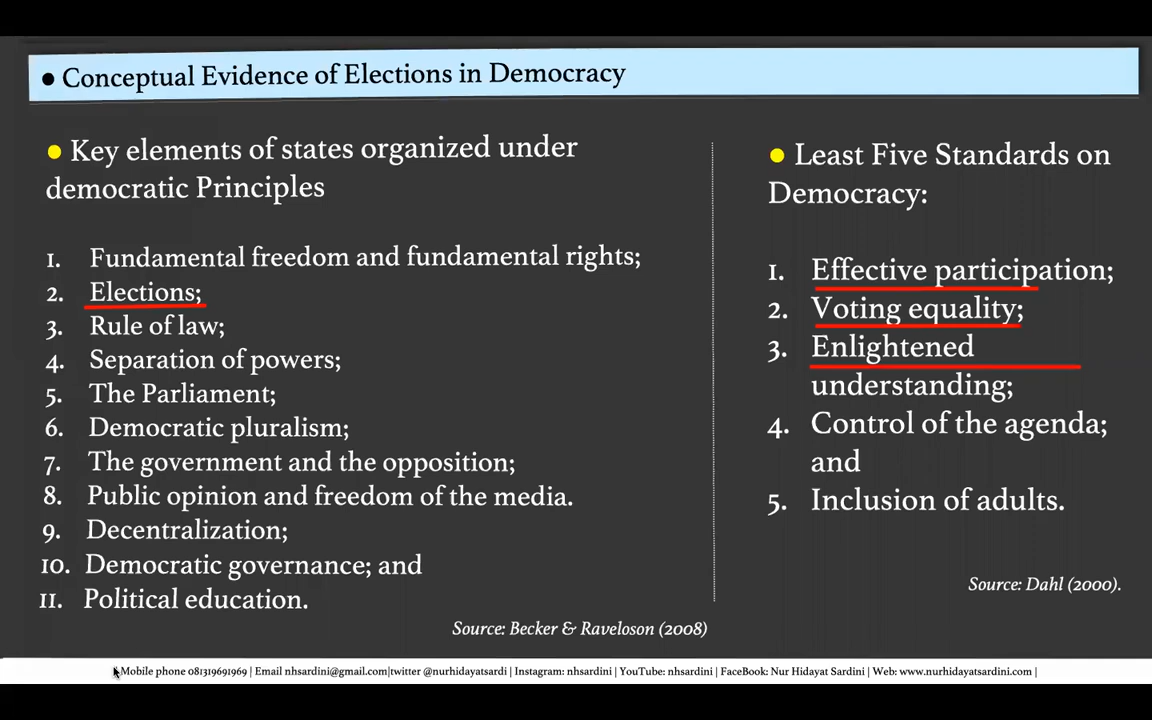 ● Conceptual Evidence of Elections in Democracy
● Key elements of states organized under
democratic Principles
1. Fundamental freedom and fundamental rights;
2. Elections;
3. Rule of law;
4. Separation of powers;
5. The Parliament;
6. Democratic pluralism;
7. The government and the opposition;
8. Public opinion and freedom of the media.
9. Decentralization;
10. Democratic governance; and
11. Political education.
Source: Becker & Raveloson (2008)
● Least Five Standards on
Democracy:
1. Effective participation;
2. Voting equality;
3. Enlightened
understanding;
4. Control of the agenda;
and
5. Inclusion of adults.
Source: Dahl (2000).
Mobile phone 081319691969 | Email nhsardini@gmail.com|twitter @nurhidayatsardi | Instagram: nhsardini | YouTube: nhsardini | FaceBook: Nur Hidayat Sardini | Web: www.nurhidayatsardini.com |